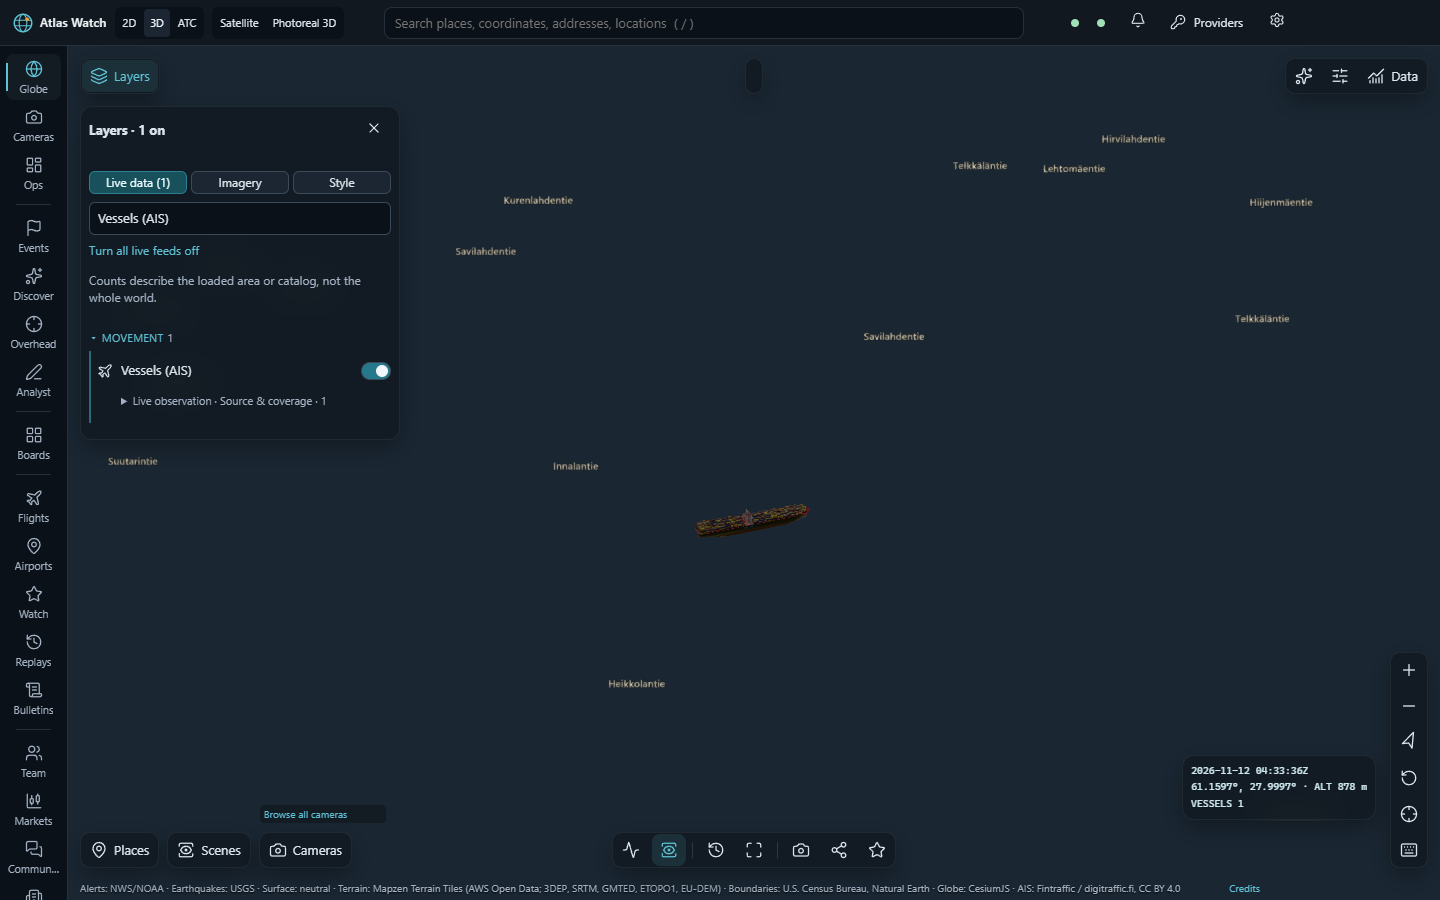 Atlas Watch
2D 3D ATC
Satellite Photoreal 3D
Search places, coordinates, addresses, locations ( / )
Providers
Globe
Cameras
Ops
Events
Discover
Overhead
Analyst
Boards
Flights
Airports
Watch
Replays
Bulletins
Team
Markets
Commun...
Layers
Data
Layers · 1 on
Live data (1) Imagery Style
Vessels (AIS)
Turn all live feeds off
Counts describe the loaded area or catalog, not the
whole world.
MOVEMENT 1
Vessels (AIS)
Live observation · Source & coverage · 1
Hirvilahdentie
Telkkäläntie
Lehtomäentie
Kurenlahdentie
Hiijenmäentie
Savilahdentie
Telkkäläntie
Savilahdentie
Suutarintie
Innalantie
Heikkolantie
2026-11-12 04:33:36Z
61.1597°, 27.9997° · ALT 878 m
VESSELS 1
Browse all cameras
Places Scenes Cameras
Alerts: NWS/NOAA · Earthquakes: USGS · Surface: neutral · Terrain: Mapzen Terrain Tiles (AWS Open Data; 3DEP, SRTM, GMTED, ETOPO1, EU-DEM) · Boundaries: U.S. Census Bureau, Natural Earth · Globe: CesiumJS · AIS: Fintraffic / digitraffic.fi, CC BY 4.0 Credits